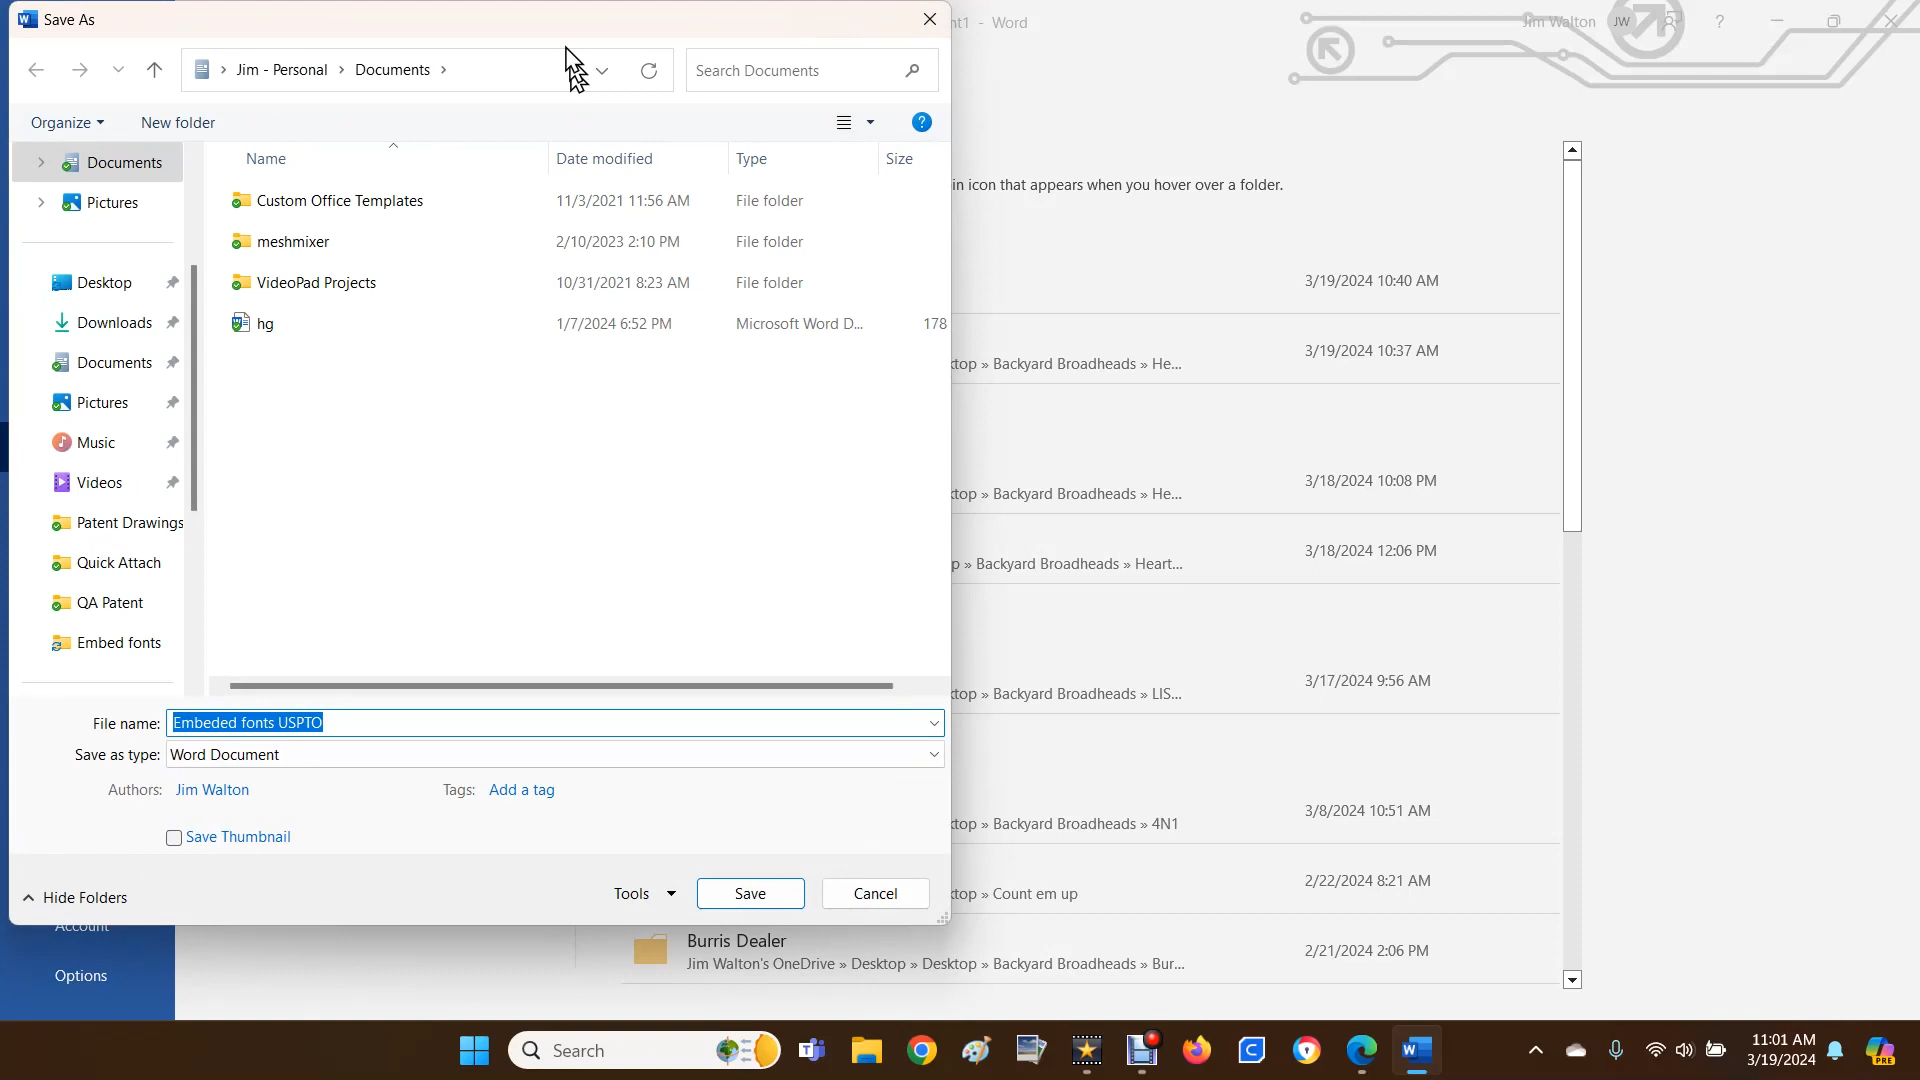 Save As
nt1 - Word
Jim Walton JW ?
Jim - Personal > Documents >
Search Documents
Organize
New folder
?
Documents
Pictures
Desktop
Downloads
Documents
Pictures
Music
Videos
Patent Drawings
Quick Attach
QA Patent
Embed fonts
Name Date modified Type Size
Custom Office Templates 11/3/2021 11:56 AM File folder
meshmixer 2/10/2023 2:10 PM File folder
VideoPad Projects 10/31/2021 8:23 AM File folder
hg 1/7/2024 6:52 PM Microsoft Word D... 178
File name: Embeded fonts USPTO
Save as type: Word Document
Authors: Jim Walton Tags: Add a tag
Save Thumbnail
Hide Folders
Tools Save Cancel
in icon that appears when you hover over a folder.
3/19/2024 10:40 AM
3/19/2024 10:37 AM
ktop » Backyard Broadheads » He...
3/18/2024 10:08 PM
ktop » Backyard Broadheads » He...
3/18/2024 12:06 PM
p » Backyard Broadheads » Heart...
3/17/2024 9:56 AM
ktop » Backyard Broadheads » LIS...
3/8/2024 10:51 AM
ktop » Backyard Broadheads » 4N1
2/22/2024 8:21 AM
ktop » Count em up
Burris Dealer
2/21/2024 2:06 PM
Jim Walton's OneDrive » Desktop » Desktop » Backyard Broadheads » Bur...
Account
Options
Search
11:01 AM
3/19/2024
PRE